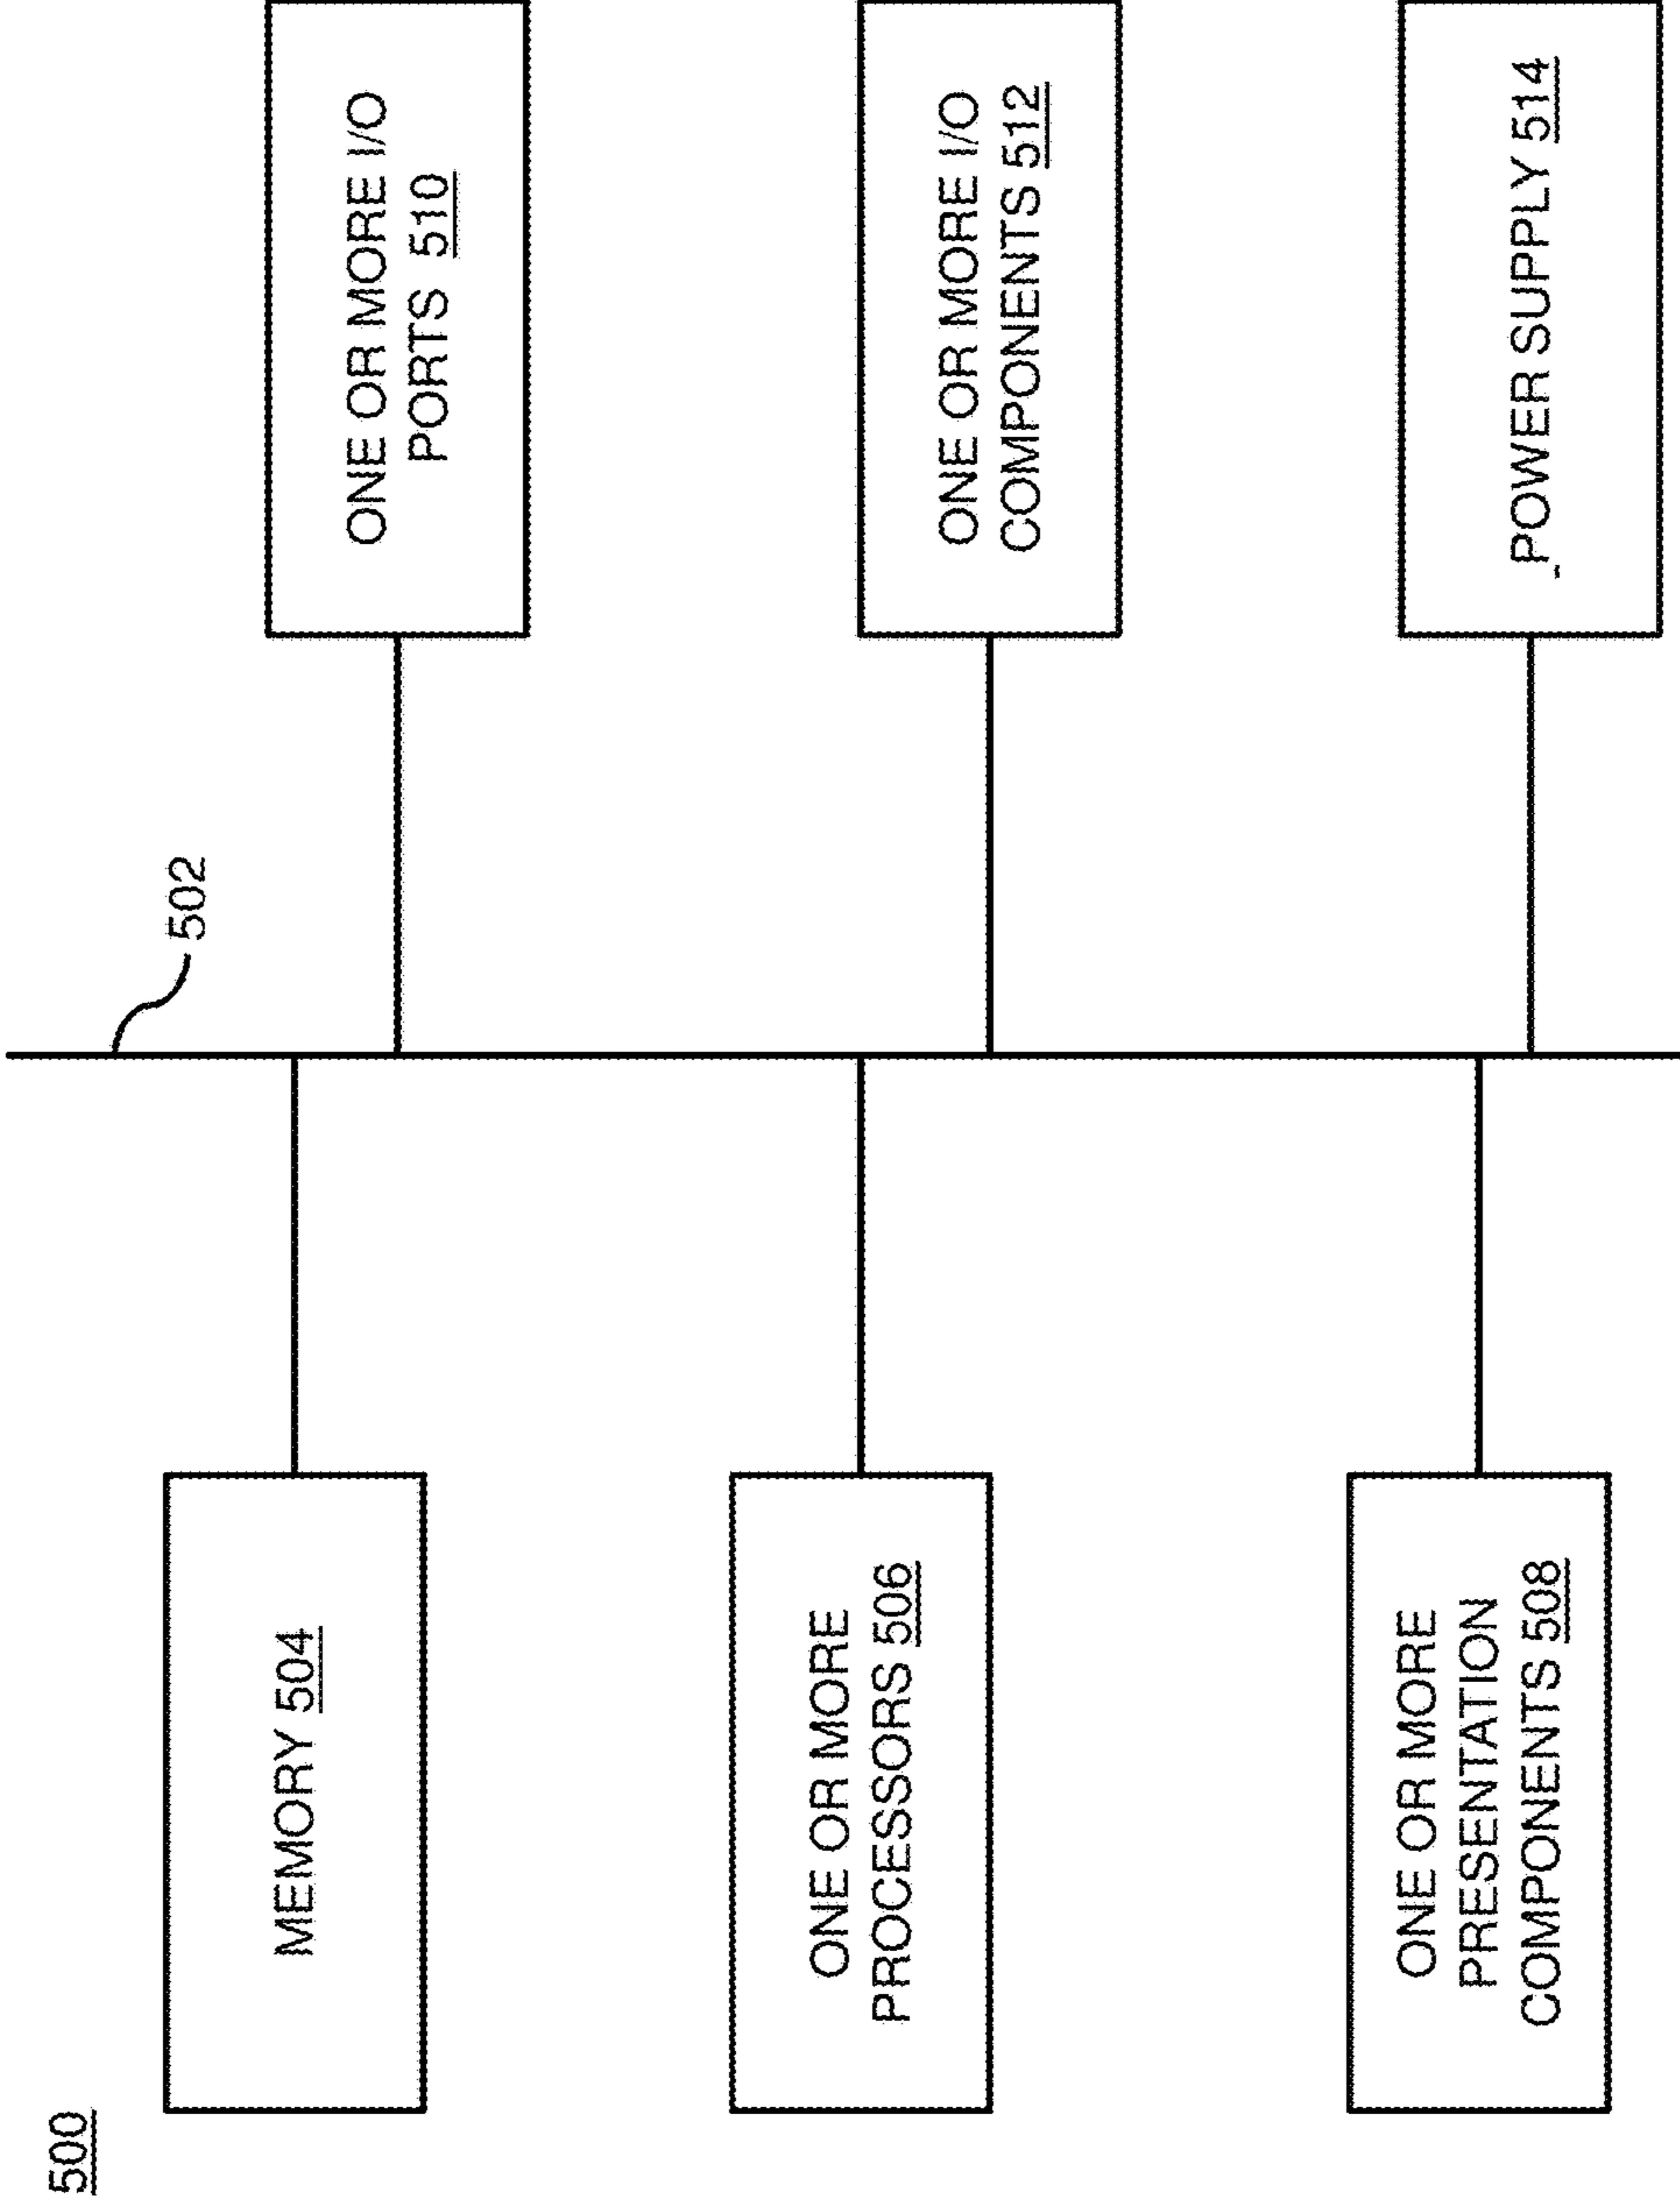 500
502
MEMORY 504
ONE OR MORE I/O
PORTS 510
ONE OR MORE
PROCESSORS 506
ONE OR MORE I/O
COMPONENTS 512
ONE OR MORE
PRESENTATION
COMPONENTS 508
POWER SUPPLY 514